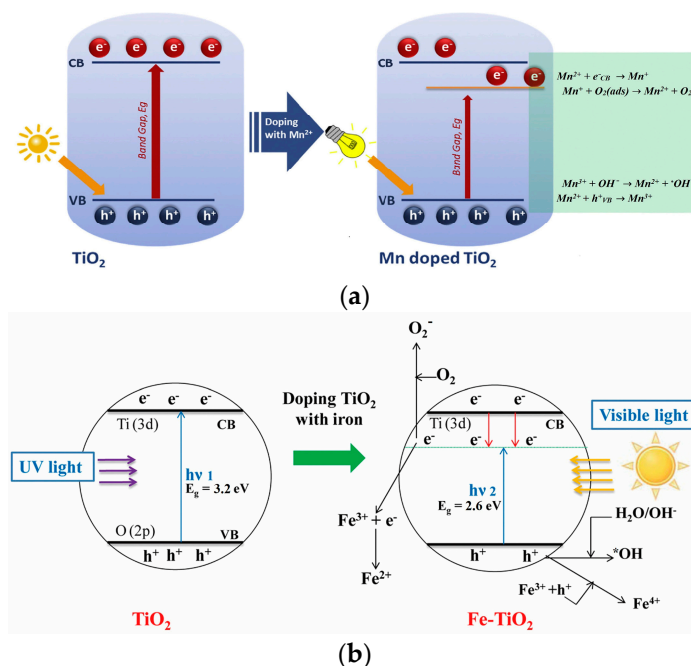 e⁻ e⁻ e⁻ e⁻
CB
Band Gap, Eg
VB
h⁺ h⁺ h⁺ h⁺
TiO₂
Doping
with Mn²⁺
e⁻ e⁻
CB
e⁻ e⁻
Band Gap, Eg
VB
h⁺ h⁺ h⁺ h⁺
Mn doped TiO₂
Mn²⁺ + e⁻CB → Mn⁺
Mn⁺ + O₂(ads) → Mn²⁺ + O₂
Mn³⁺ + OH⁻ → Mn²⁺ + •OH
Mn²⁺ + h⁺VB → Mn³⁺
(a)
e⁻ e⁻ e⁻
Ti (3d)
CB
UV light
hν 1
E₉ = 3.2 eV
O (2p)
VB
h⁺ h⁺ h⁺
TiO₂
Doping TiO₂
with iron
O₂⁻
O₂
e⁻ e⁻ e⁻
Ti (3d)
CB
e⁻ e⁻ e⁻
hν 2
E₉ = 2.6 eV
Fe³⁺ + e⁻
Fe²⁺
h⁺ h⁺
Visible light
H₂O/OH⁻
*OH
Fe³⁺+h⁺
Fe⁴⁺
Fe-TiO₂
(b)